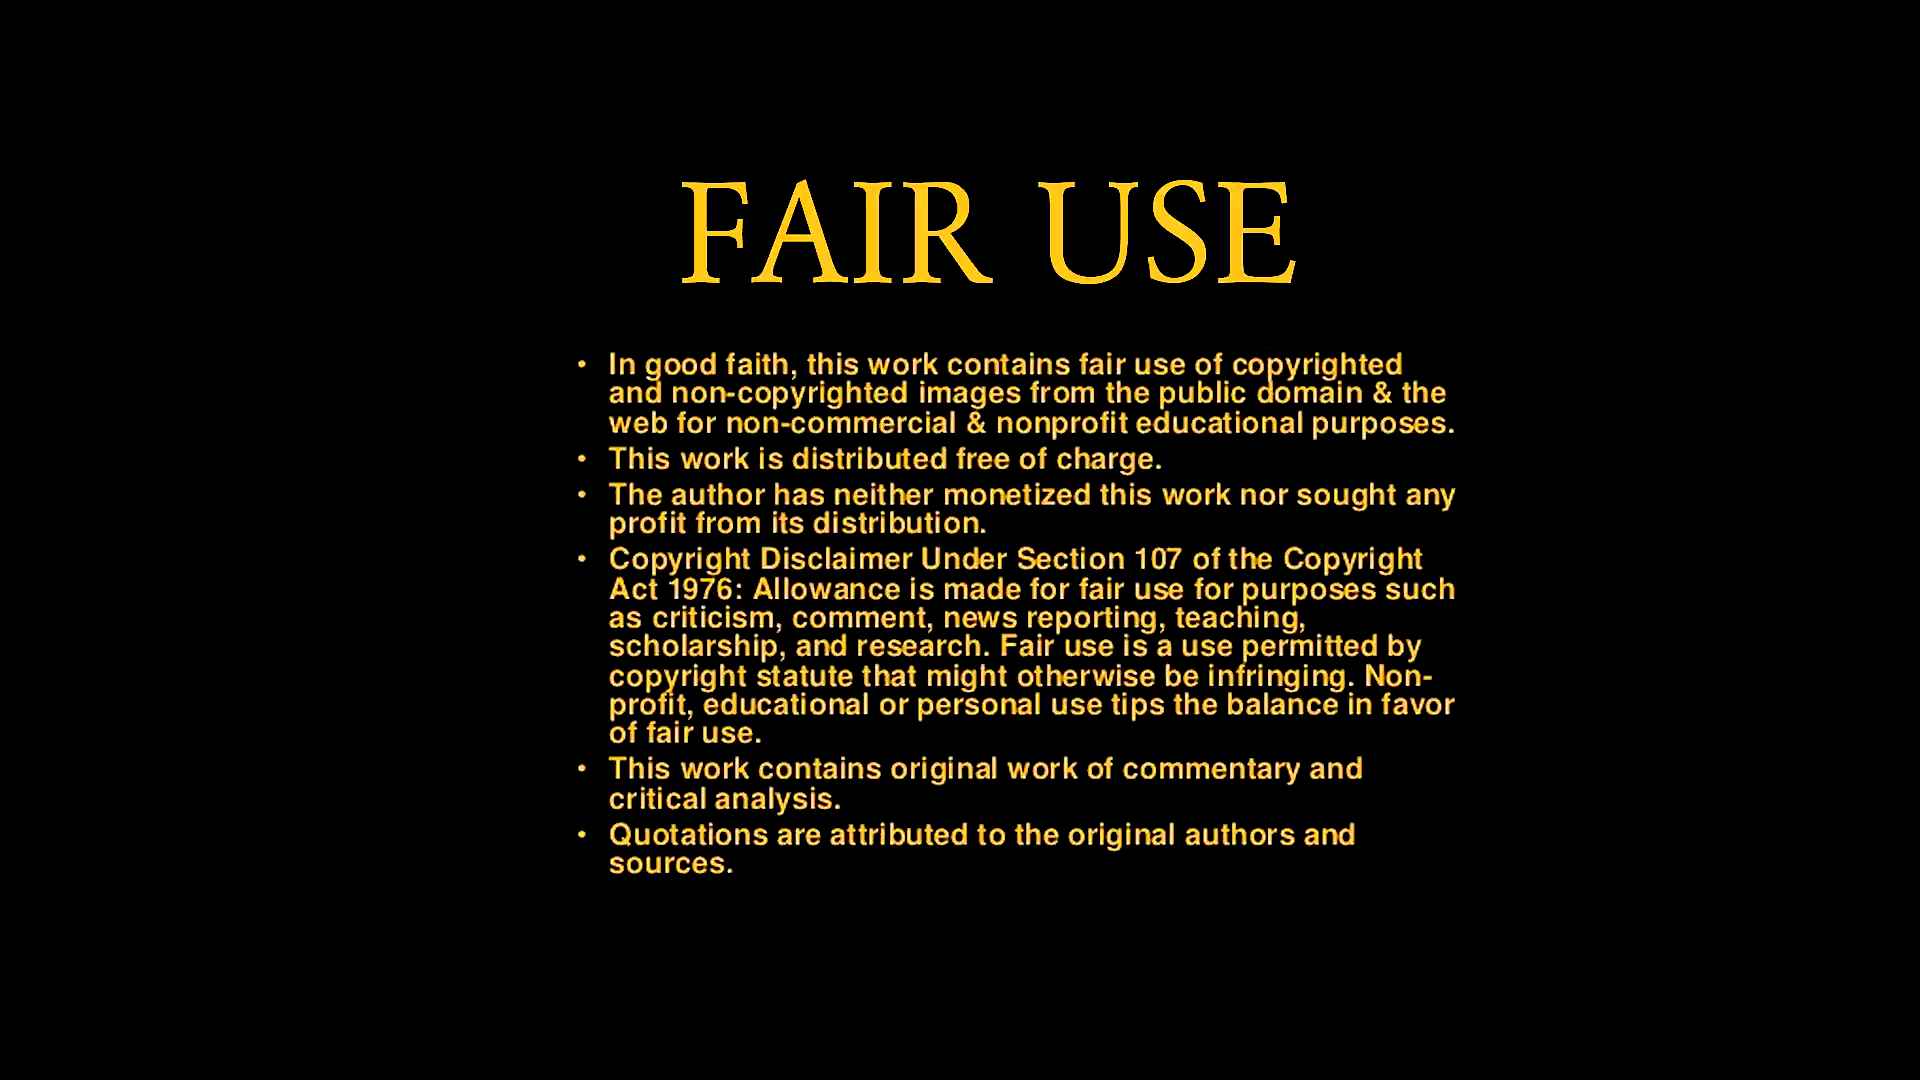 FAIR USE
• In good faith, this work contains fair use of copyrighted
and non-copyrighted images from the public domain & the
web for non-commercial & nonprofit educational purposes.
• This work is distributed free of charge.
• The author has neither monetized this work nor sought any
profit from its distribution.
• Copyright Disclaimer Under Section 107 of the Copyright
Act 1976: Allowance is made for fair use for purposes such
as criticism, comment, news reporting, teaching,
scholarship, and research. Fair use is a use permitted by
copyright statute that might otherwise be infringing. Non-
profit, educational or personal use tips the balance in favor
of fair use.
• This work contains original work of commentary and
critical analysis.
• Quotations are attributed to the original authors and
sources.